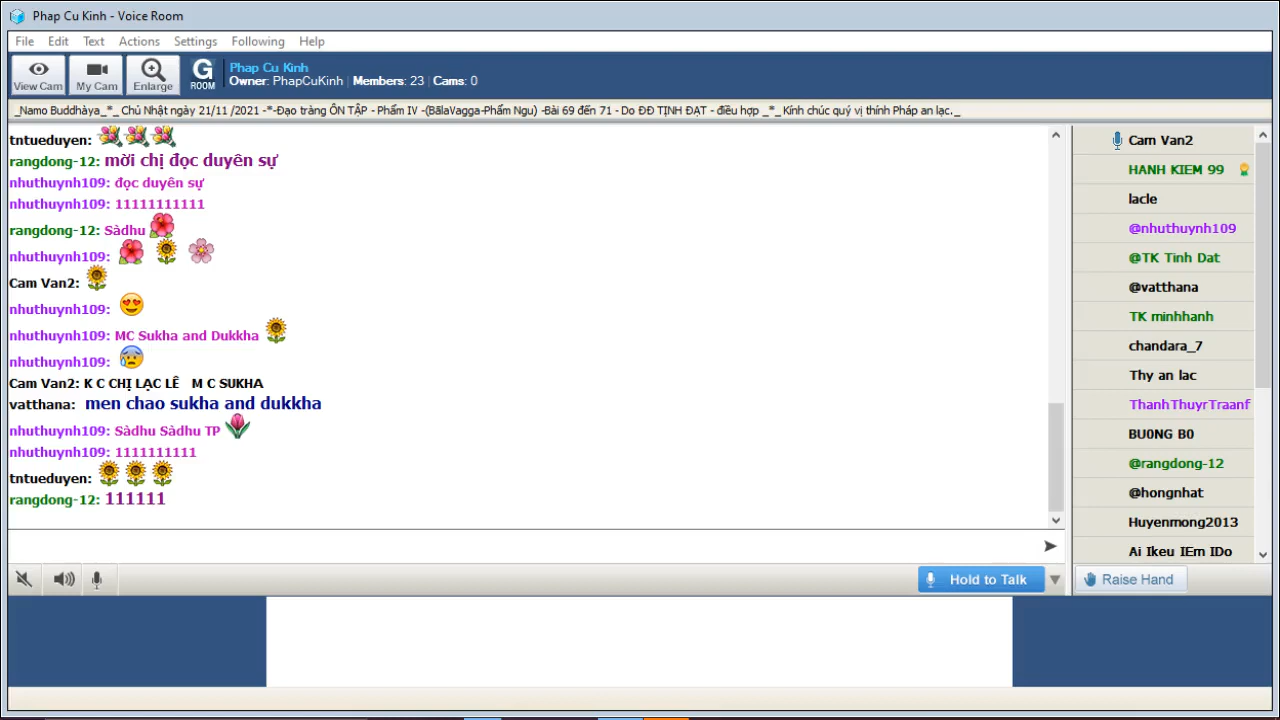 Phap Cu Kinh - Voice Room
File Edit Text Actions Settings Following Help
View Cam My Cam Enlarge G ROOM
Phap Cu Kinh
Owner: PhapCuKinh | Members: 23 | Cams: 0
_Namo Buddhàya_*_ Chủ Nhật ngày 21/11 /2021 -*-Đạo tràng ÔN TẬP - Phẩm IV -(BãlaVagga-Phẩm Ngu) -Bài 69 đến 71 - Do ĐĐ TỊNH ĐẠT - điều hợp _*_ Kính chúc quý vị thính Pháp an lạc._
tntueduyen:
rangdong-12: mời chị đọc duyên sự
nhuthuynh109: đọc duyên sự
nhuthuynh109: 11111111111
rangdong-12: Sàdhu
nhuthuynh109:
Cam Van2:
nhuthuynh109:
nhuthuynh109: MC Sukha and Dukkha
nhuthuynh109:
Cam Van2: K C CHỊ LẠC LÊ M C SUKHA
vatthana: men chao sukha and dukkha
nhuthuynh109: Sàdhu Sàdhu TP
nhuthuynh109: 1111111111
tntueduyen:
rangdong-12: 111111
Hold to Talk
Cam Van2
HANH KIEM 99
lacle
@nhuthuynh109
@TK Tinh Dat
@vatthana
TK minhhanh
chandara_7
Thy an lac
ThanhThuyrTraanf
BU0NG B0
@rangdong-12
@hongnhat
Huyenmong2013
Ai Ikeu IEm IDo
Raise Hand